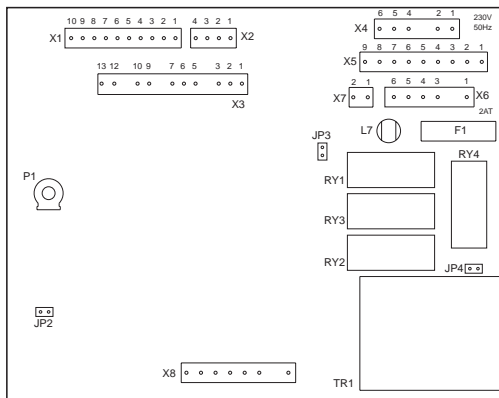 10 9 8 7 6 5 4 3 2 1
4 3 2 1
6 5 4 2 1
230V
50Hz
X1
X2
X4
9 8 7 6 5 4 3 2 1
X5
13 12 10 9 7 6 5 3 2 1
X3
2 1
6 5 4 3 1
X7
X6
2AT
L7
F1
JP3
RY4
P1
RY1
RY3
RY2
JP4
JP2
X8
TR1